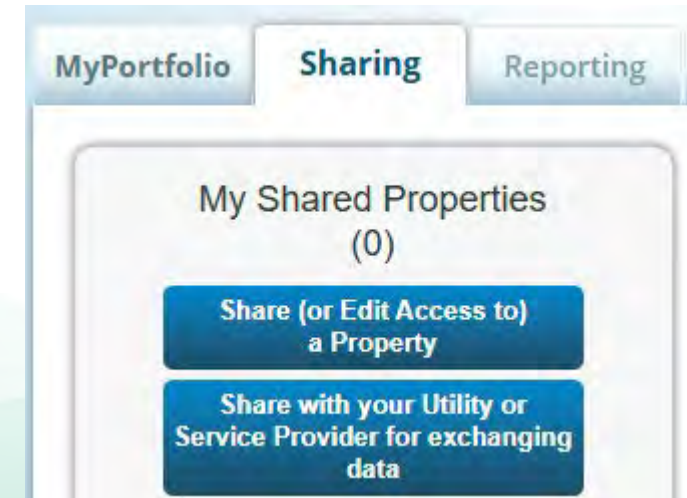 MyPortfolio Sharing Reporting
My Shared Properties
(0)
Share (or Edit Access to)
a Property
Share with your Utility or
Service Provider for exchanging
data